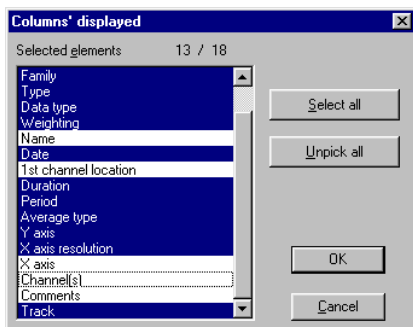 Columns' displayed
Selected elements 13 / 18
Family
Type
Data type
Weighting
Name
Date
1st channel location
Duration
Period
Average type
Y axis
X axis resolution
X axis
Channel(s)
Comments
Track
Select all
Unpick all
OK
Cancel